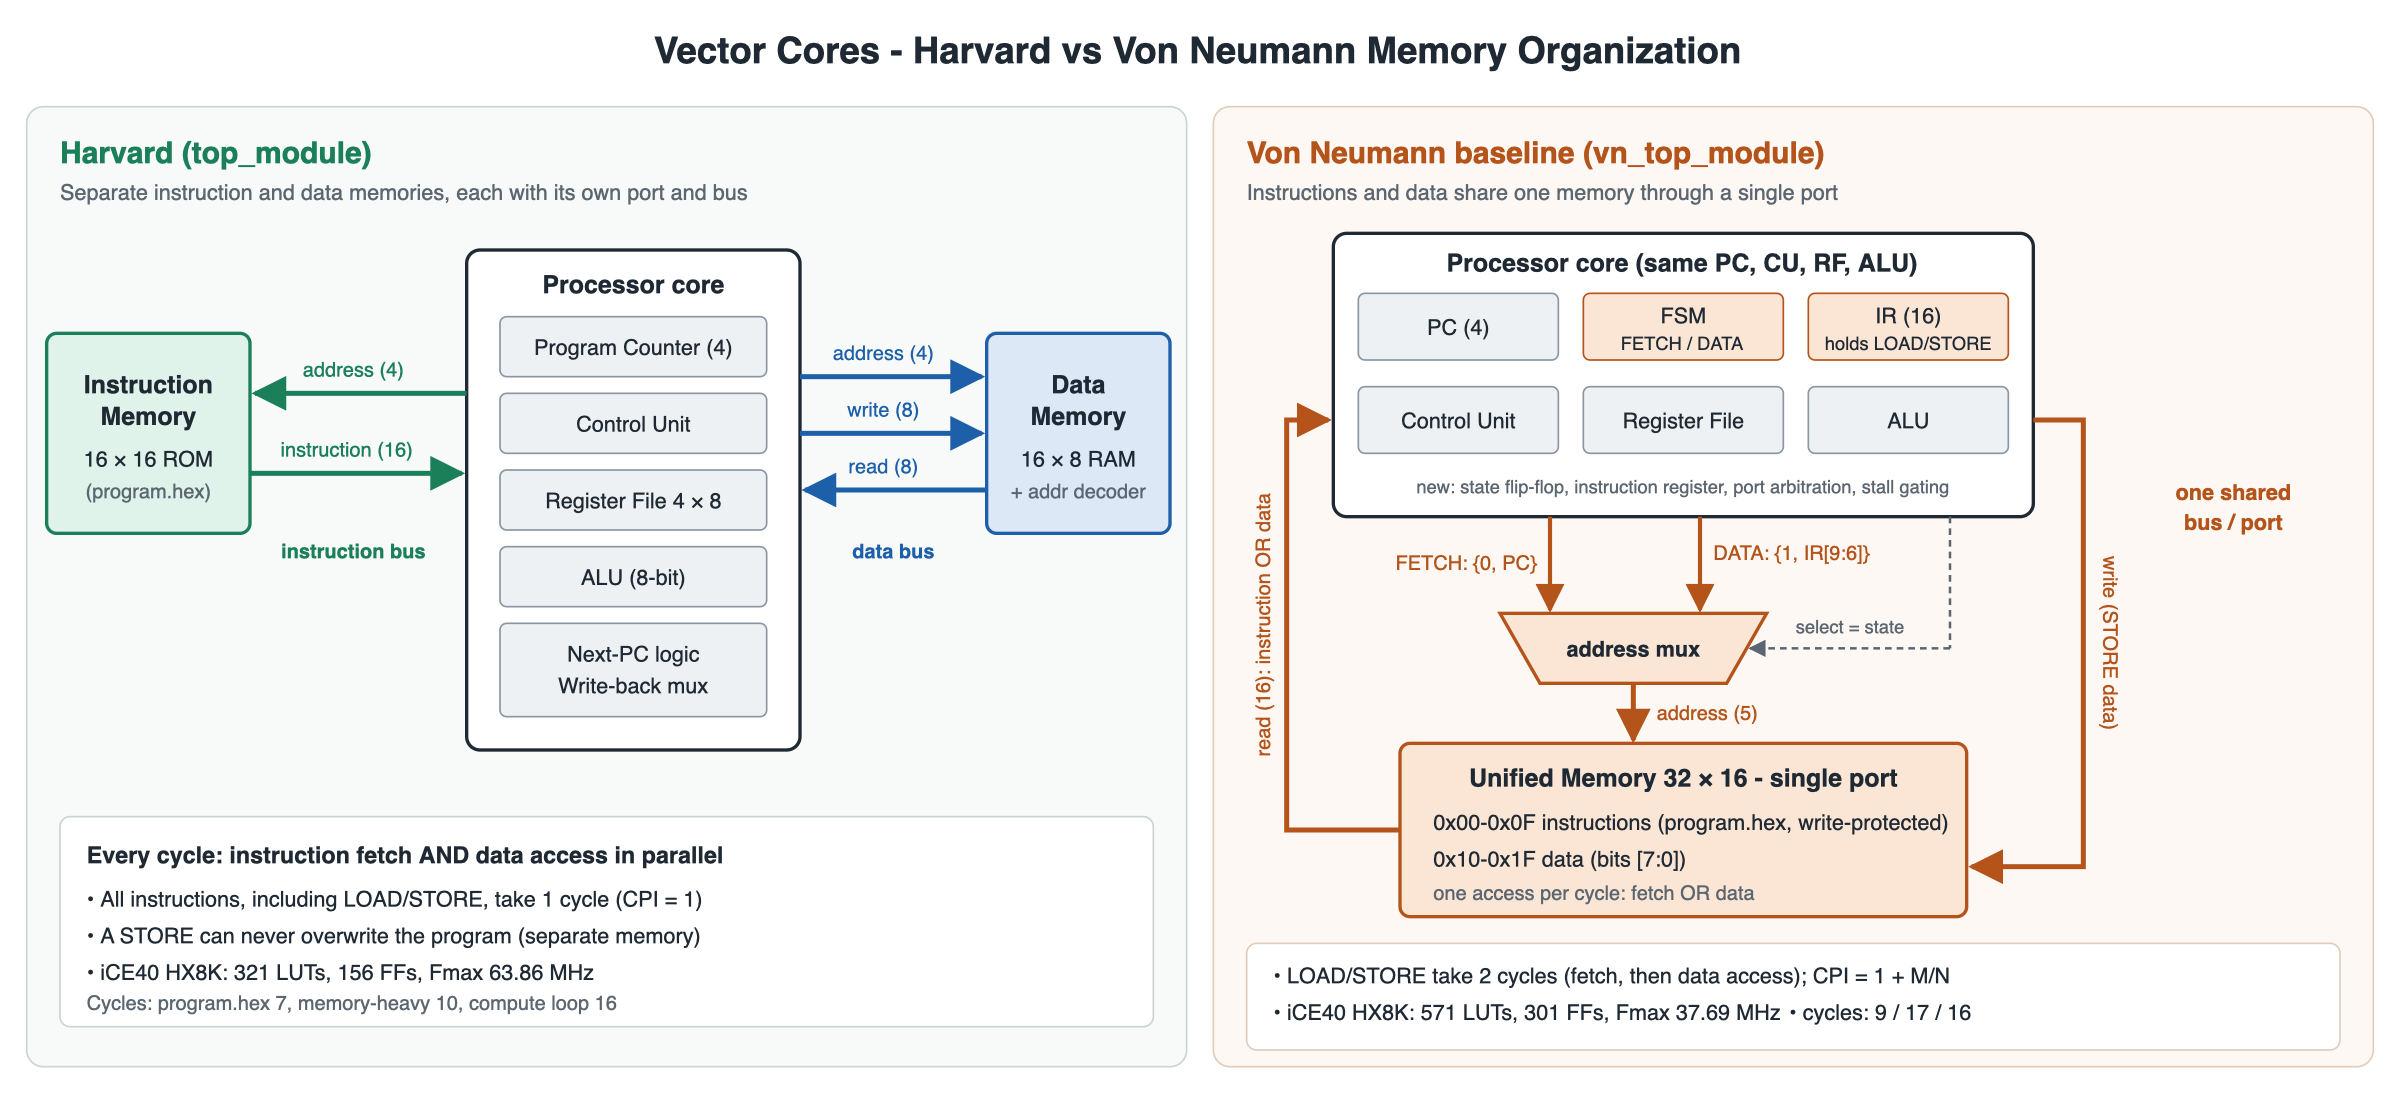 Vector Cores - Harvard vs Von Neumann Memory Organization
Harvard (top_module)
Separate instruction and data memories, each with its own port and bus
Instruction
Memory
16 × 16 ROM
(program.hex)
address (4)
instruction (16)
instruction bus
Processor core
Program Counter (4)
Control Unit
Register File 4 × 8
ALU (8-bit)
Next-PC logic
Write-back mux
address (4)
write (8)
read (8)
data bus
Data
Memory
16 × 8 RAM
+ addr decoder
Every cycle: instruction fetch AND data access in parallel
• All instructions, including LOAD/STORE, take 1 cycle (CPI = 1)
• A STORE can never overwrite the program (separate memory)
• iCE40 HX8K: 321 LUTs, 156 FFs, Fmax 63.86 MHz
Cycles: program.hex 7, memory-heavy 10, compute loop 16
Von Neumann baseline (vn_top_module)
Instructions and data share one memory through a single port
Processor core (same PC, CU, RF, ALU)
PC (4)
FSM
FETCH / DATA
IR (16)
holds LOAD/STORE
Control Unit
Register File
ALU
new: state flip-flop, instruction register, port arbitration, stall gating
one shared
bus / port
read (16): instruction OR data
FETCH: {0, PC}
DATA: {1, IR[9:6]}
write (STORE data)
select = state
address mux
address (5)
Unified Memory 32 × 16 - single port
0x00-0x0F instructions (program.hex, write-protected)
0x10-0x1F data (bits [7:0])
one access per cycle: fetch OR data
• LOAD/STORE take 2 cycles (fetch, then data access); CPI = 1 + M/N
• iCE40 HX8K: 571 LUTs, 301 FFs, Fmax 37.69 MHz • cycles: 9 / 17 / 16